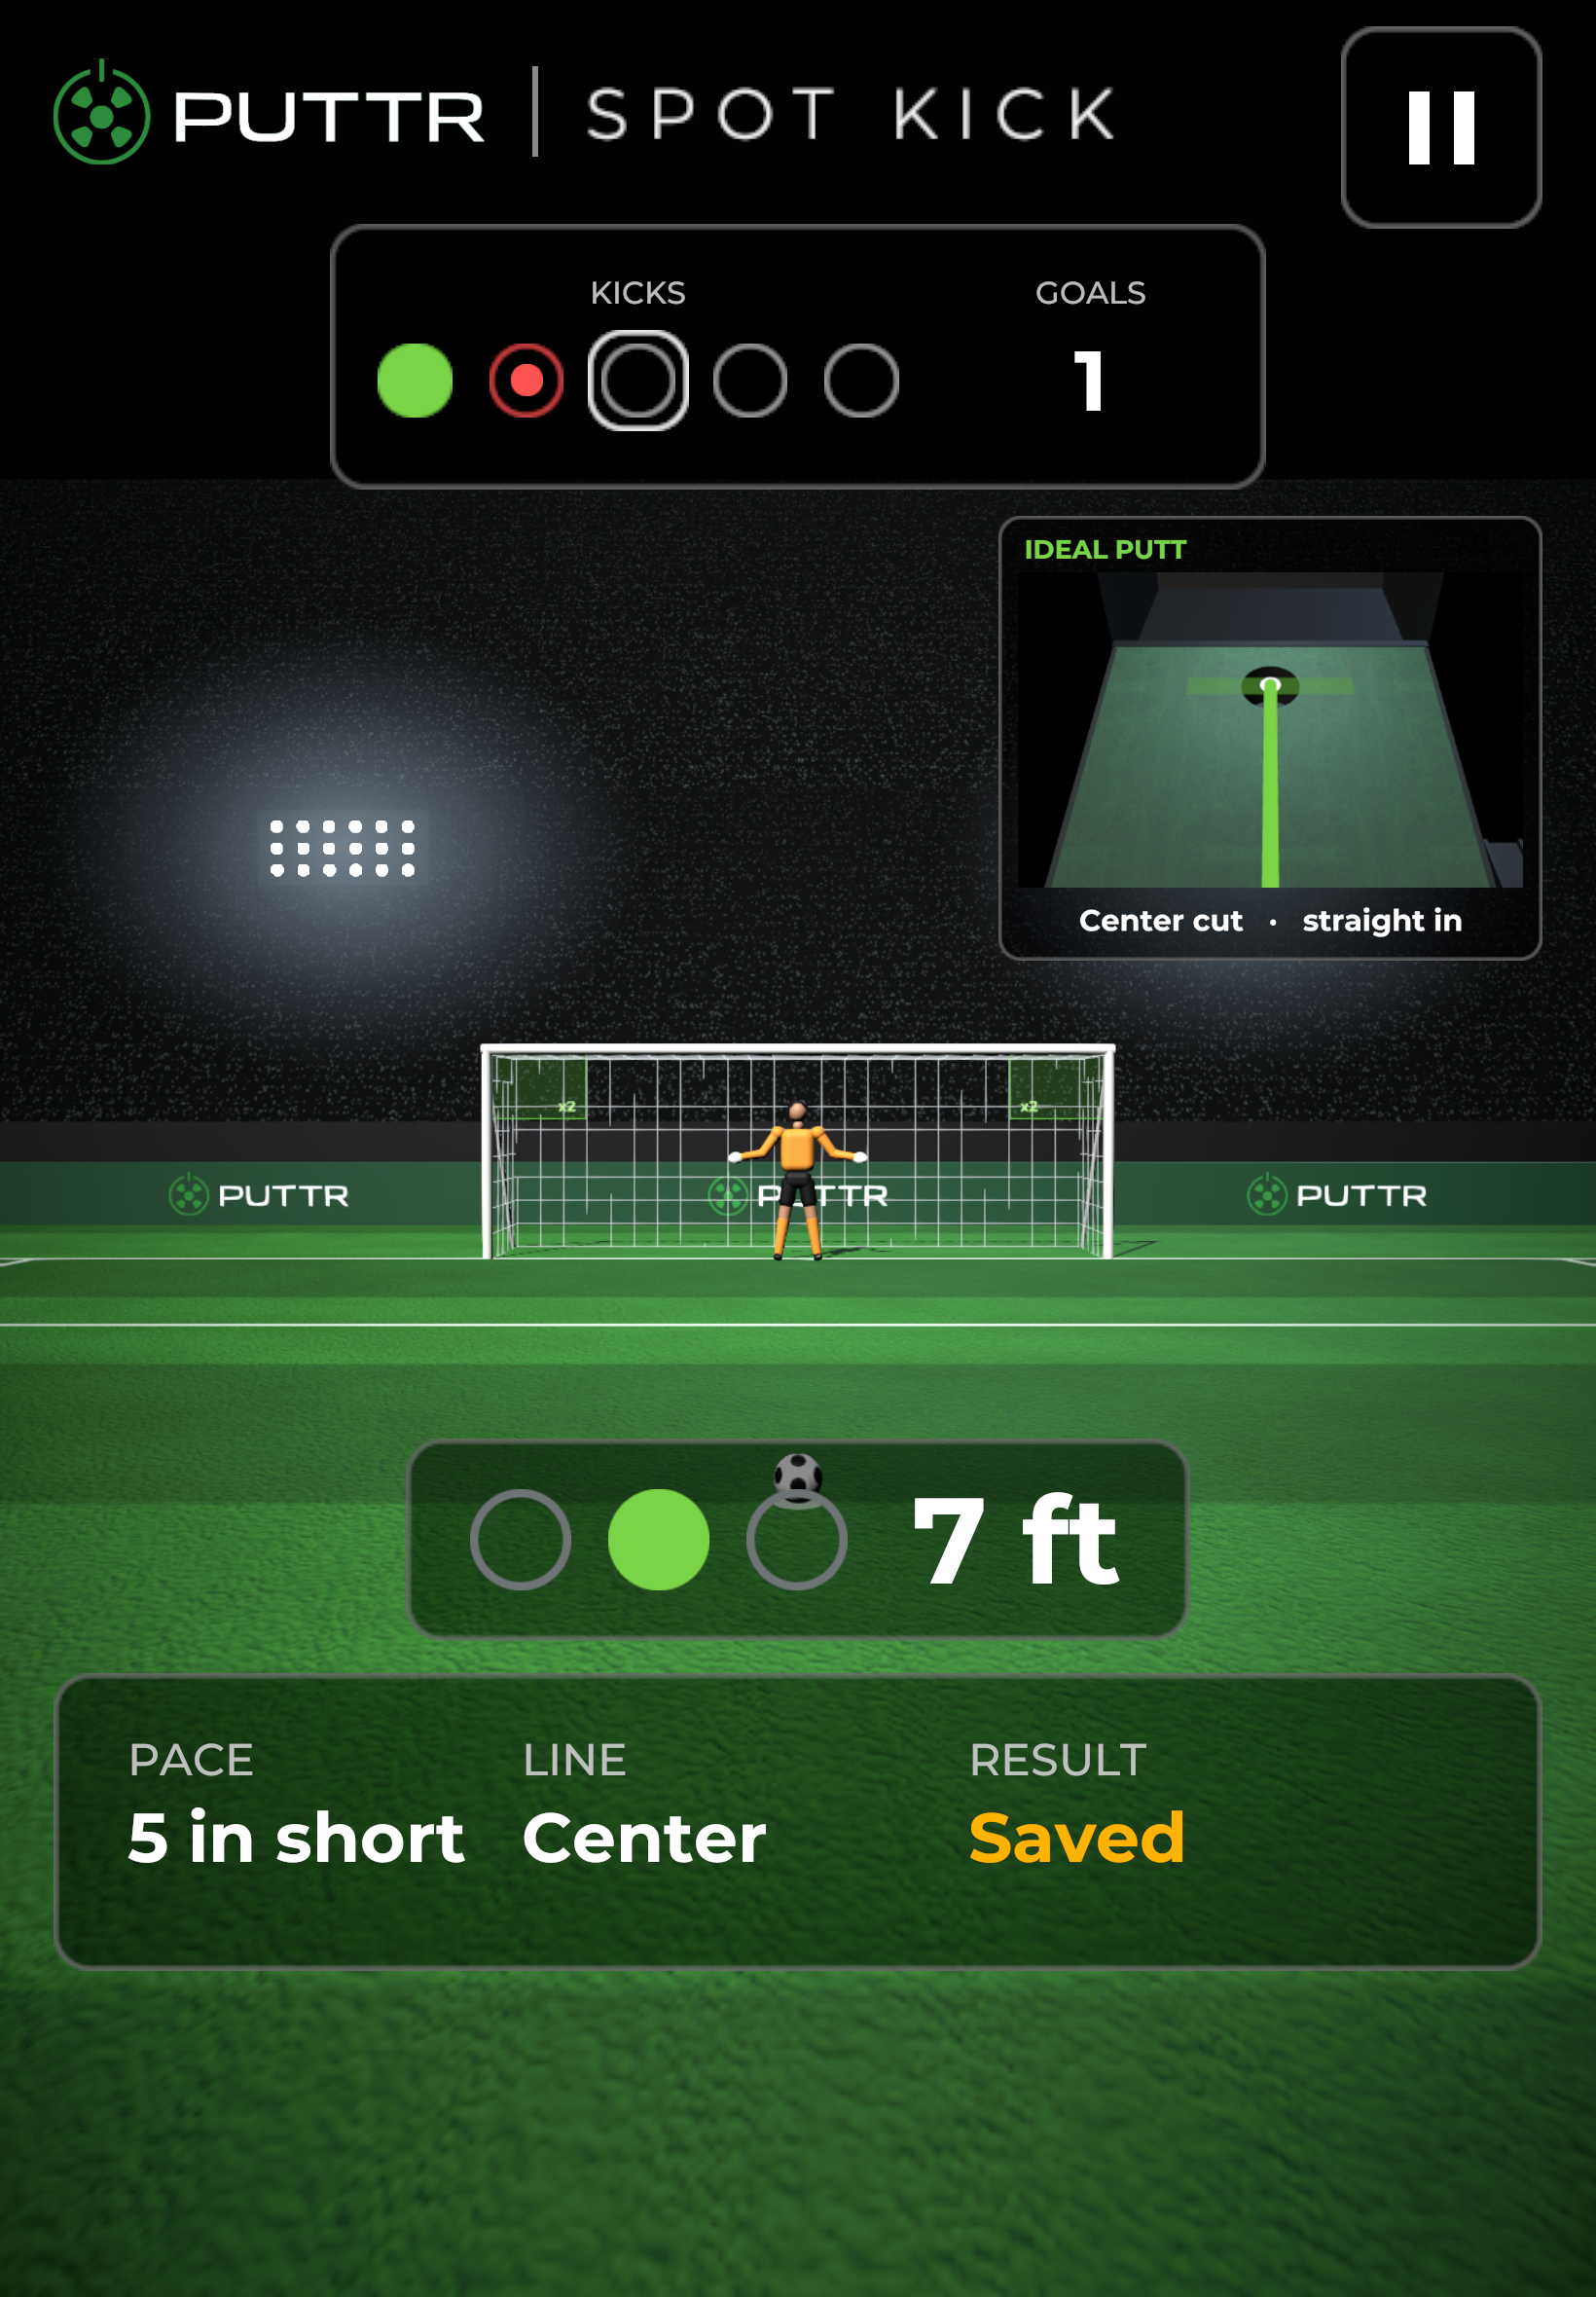 PUTTR | SPOT KICK
KICKS GOALS
1
IDEAL PUTT
Center cut · straight in
x2 x2
PUTTR PUTTR PUTTR
7 ft
PACE LINE RESULT
5 in short Center Saved